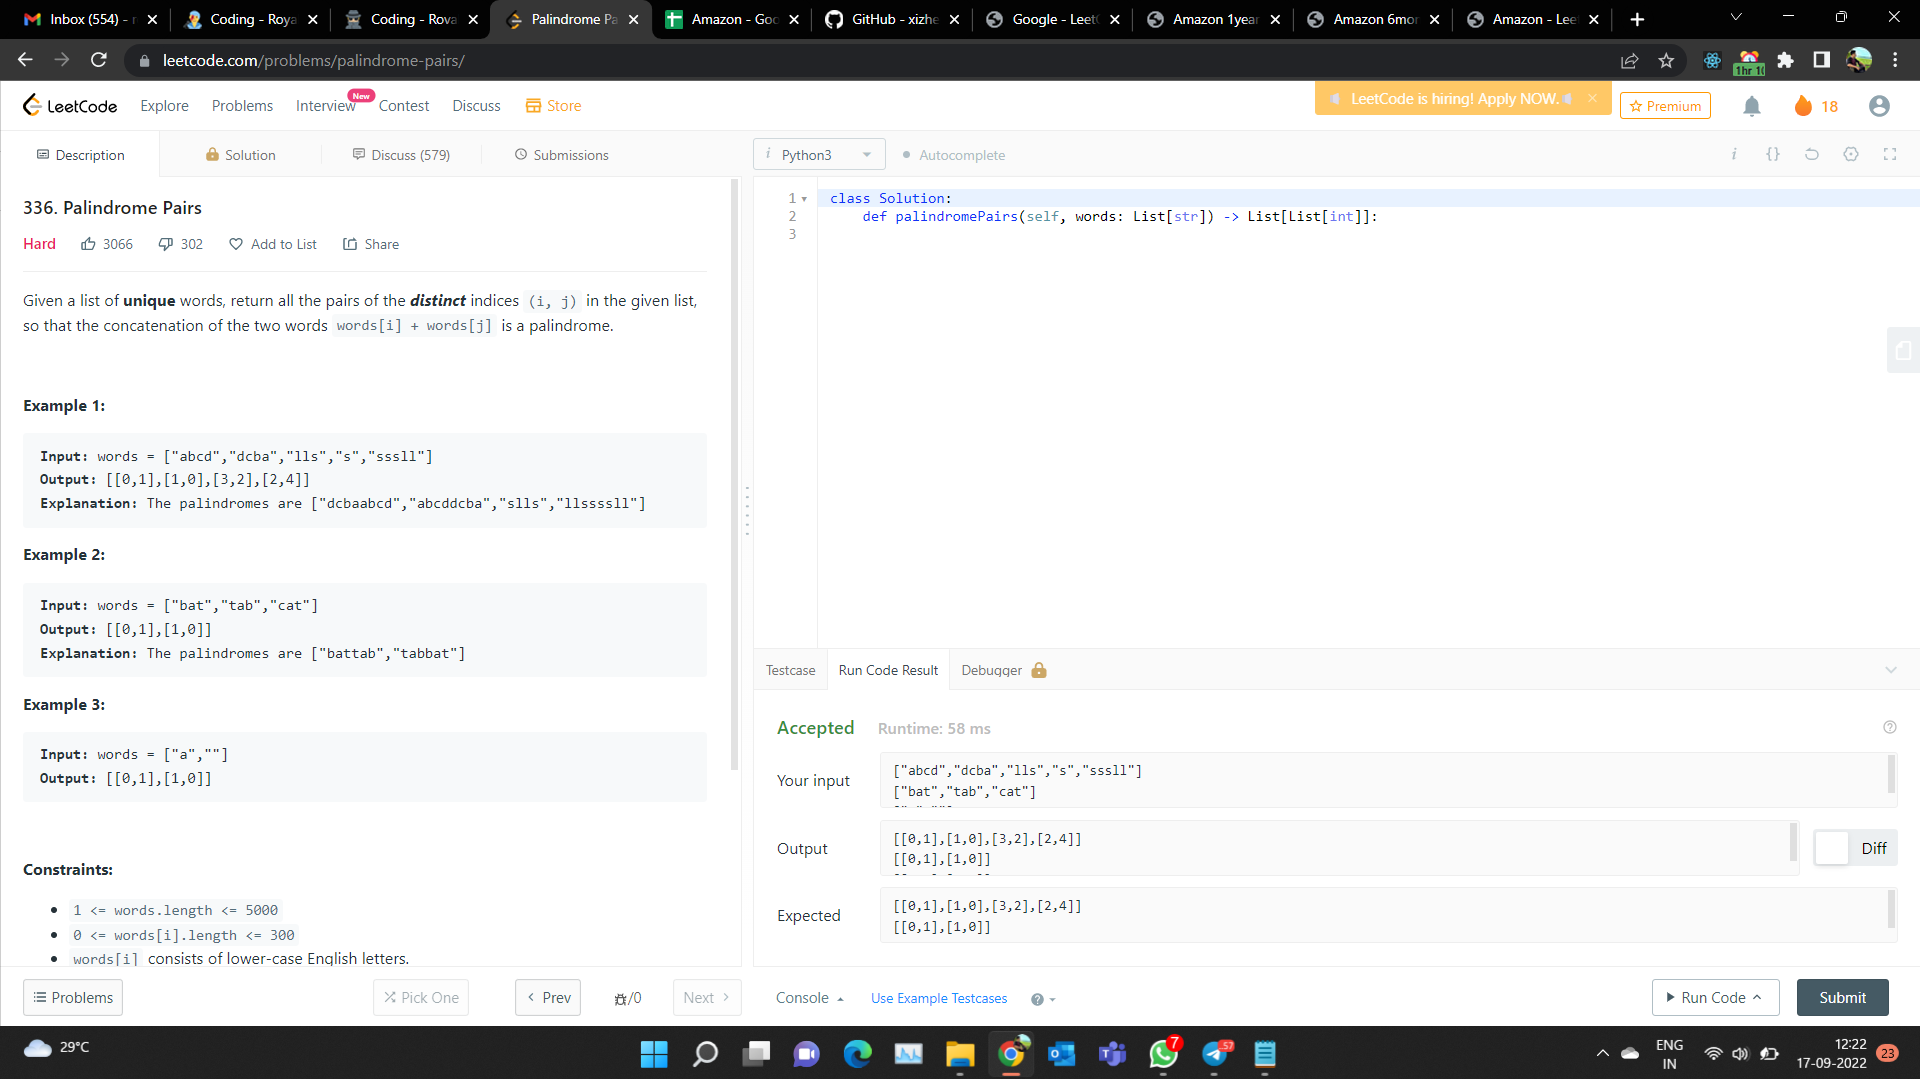 Inbox (554) - r
Coding - Roya
Coding - Rova
Palindrome Pa
Amazon - Goo
GitHub - xizhe
Google - LeetC
Amazon 1year
Amazon 6mor
Amazon - Lee
leetcode.com/problems/palindrome-pairs/
1hr 10
LeetCode
Explore
Problems
Interview
New
Contest
Discuss
Store
LeetCode is hiring! Apply NOW.
Premium
18
Description
Solution
Discuss (579)
Submissions
i Python3
Autocomplete
336. Palindrome Pairs
Hard
3066
302
Add to List
Share
Given a list of unique words, return all the pairs of the distinct indices (i, j) in the given list,
so that the concatenation of the two words words[i] + words[j] is a palindrome.
Example 1:
Input: words = ["abcd","dcba","lls","s","sssll"]
Output: [[0,1],[1,0],[3,2],[2,4]]
Explanation: The palindromes are ["dcbaabcd","abcddcba","slls","llssssll"]
Example 2:
Input: words = ["bat","tab","cat"]
Output: [[0,1],[1,0]]
Explanation: The palindromes are ["battab","tabbat"]
Example 3:
Input: words = ["a",""]
Output: [[0,1],[1,0]]
Constraints:
1 <= words.length <= 5000
0 <= words[i].length <= 300
words[i] consists of lower-case English letters.
1 class Solution:
2 def palindromePairs(self, words: List[str]) -> List[List[int]]:
3
Testcase
Run Code Result
Debugger
Accepted
Runtime: 58 ms
Your input
["abcd","dcba","lls","s","sssll"]
["bat","tab","cat"]
Output
[[0,1],[1,0],[3,2],[2,4]]
[[0,1],[1,0]]
Diff
Expected
[[0,1],[1,0],[3,2],[2,4]]
[[0,1],[1,0]]
Problems
Pick One
Prev
/0
Next
Console
Use Example Testcases
Run Code
Submit
29°C
7
57
ENG
IN
12:22
17-09-2022
23